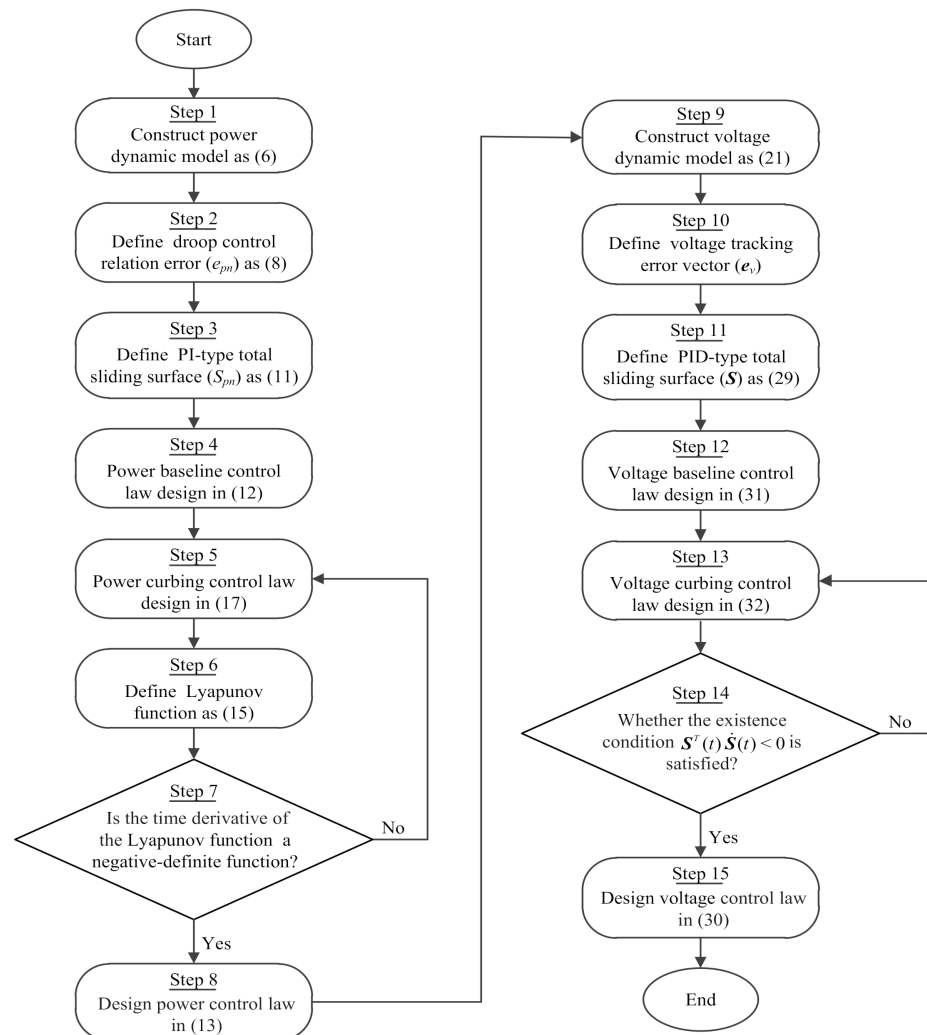 Start
Step 1
Construct power
dynamic model as (6)
Step 2
Define droop control
relation error (epn) as (8)
Step 3
Define PI-type total
sliding surface (Spn) as (11)
Step 4
Power baseline control
law design in (12)
Step 5
Power curbing control law
design in (17)
Step 6
Define Lyapunov
function as (15)
Step 7
Is the time derivative of
the Lyapunov function a
negative-definite function?
No
Yes
Step 8
Design power control law
in (13)
Step 9
Construct voltage
dynamic model as (21)
Step 10
Define voltage tracking
error vector (ev)
Step 11
Define PID-type total
sliding surface (S) as (29)
Step 12
Voltage baseline control
law design in (31)
Step 13
Voltage curbing control
law design in (32)
Step 14
Whether the existence
condition S^T(t)Ṡ(t) < 0 is
satisfied?
No
Yes
Step 15
Design voltage control law
in (30)
End